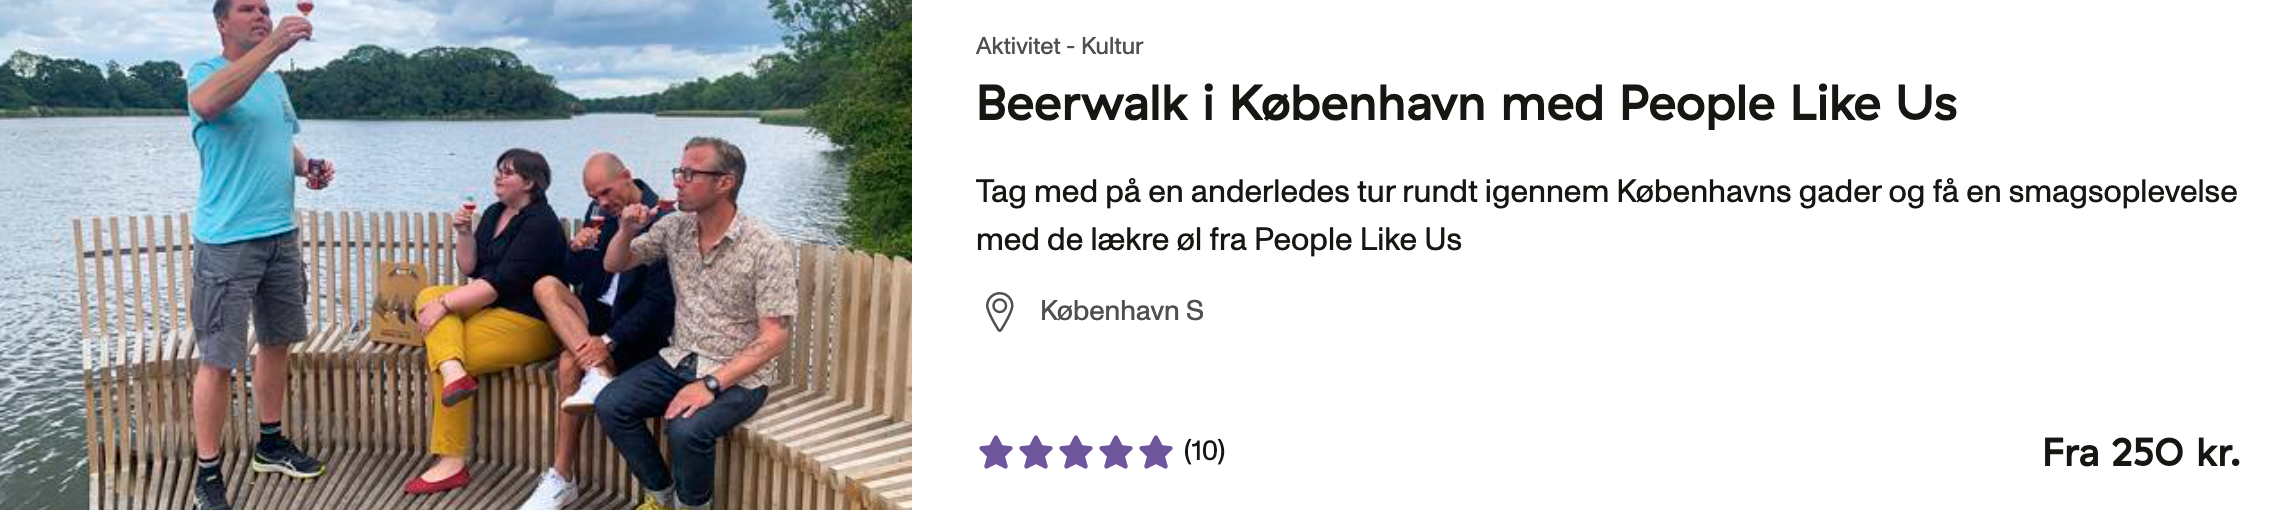 Aktivitet - Kultur
Beerwalk i København med People Like Us
Tag med på en anderledes tur rundt igennem Københavns gader og få en smagsoplevelse
med de lækre øl fra People Like Us
København S
(10)
Fra 250 kr.